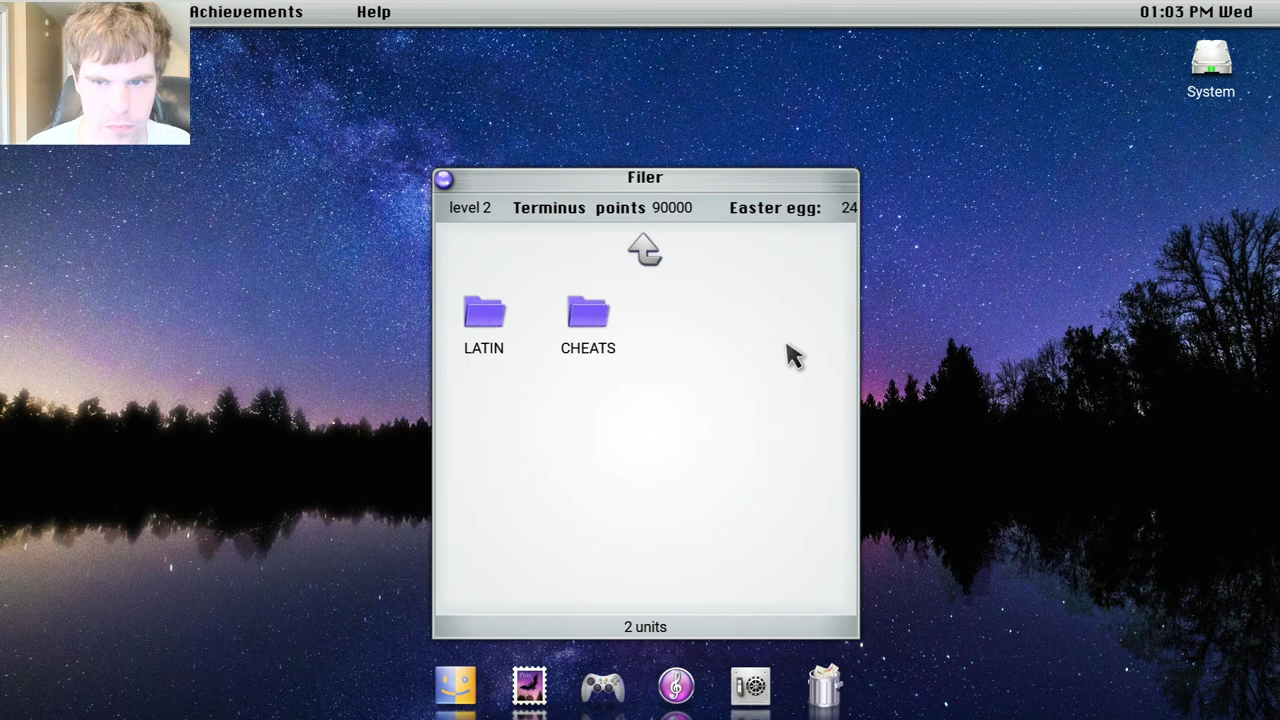 Achievements Help 01:03 PM Wed
System
Filer
level 2 Terminus points 90000 Easter egg: 24
LATIN CHEATS
2 units